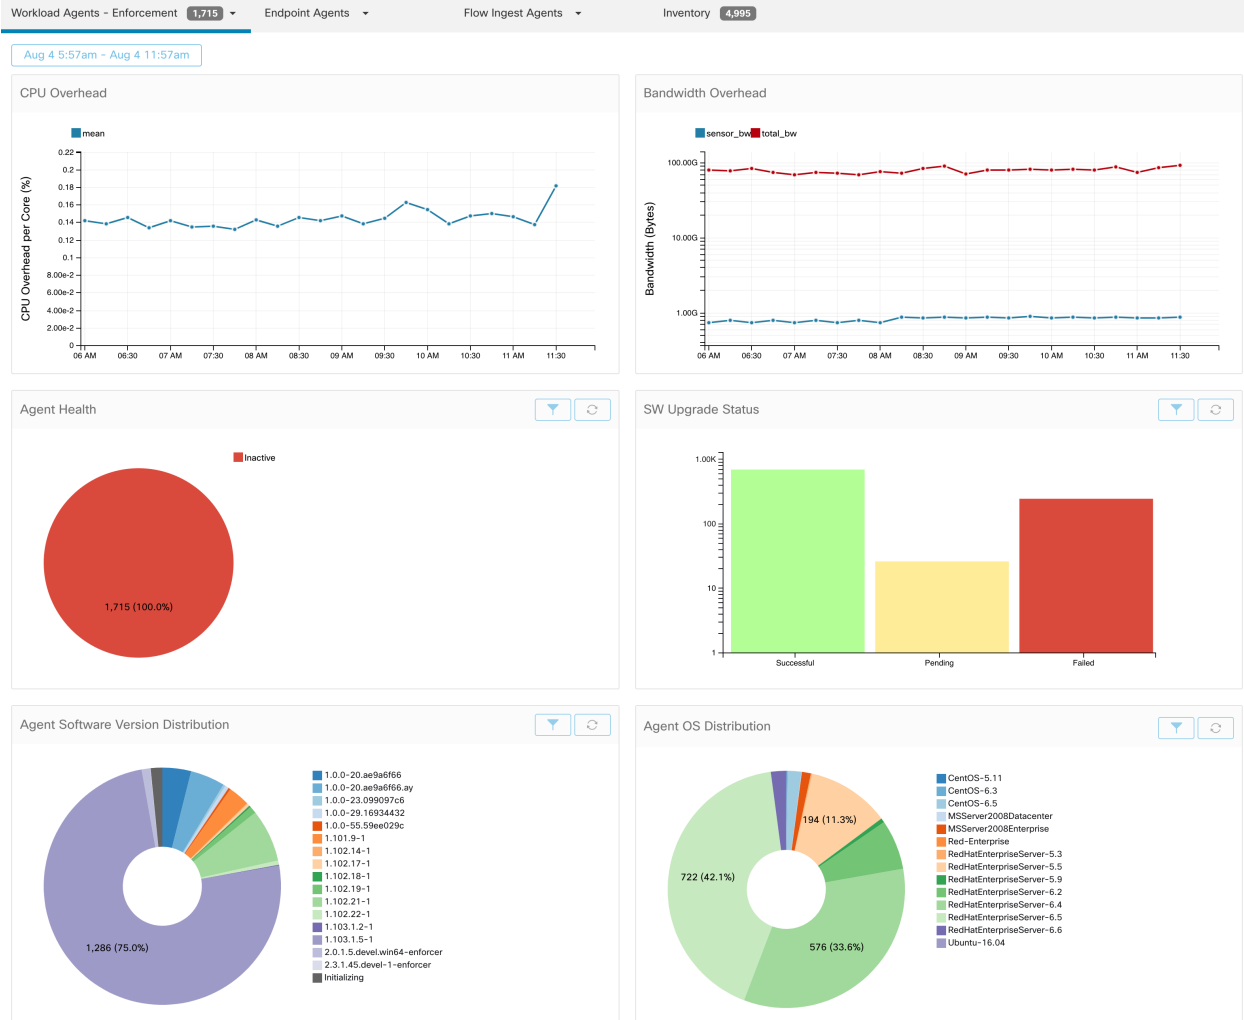 Workload Agents - Enforcement 1,715 Endpoint Agents Flow Ingest Agents Inventory 4,995
Aug 4 5:57am - Aug 4 11:57am
CPU Overhead
mean
CPU Overhead per Core (%)
0.22
0.2
0.18
0.16
0.14
0.12
0.1
8.00e-2
6.00e-2
4.00e-2
2.00e-2
0
06 AM 06:30 07 AM 07:30 08 AM 08:30 09 AM 09:30 10 AM 10:30 11 AM 11:30
Bandwidth Overhead
sensor_bw total_bw
Bandwidth (Bytes)
100.00G
10.00G
1.00G
06 AM 06:30 07 AM 07:30 08 AM 08:30 09 AM 09:30 10 AM 10:30 11 AM 11:30
Agent Health
Inactive
1,715 (100.0%)
SW Upgrade Status
1.00K
100
10
1
Successful Pending Failed
Agent Software Version Distribution
1,286 (75.0%)
1.0.0-20.ae9a6f66
1.0.0-20.ae9a6f66.ay
1.0.0-23.099097c6
1.0.0-29.16934432
1.0.0-55.59ee029c
1.101.9-1
1.102.14-1
1.102.17-1
1.102.18-1
1.102.19-1
1.102.21-1
1.102.22-1
1.103.1.2-1
1.103.1.5-1
2.0.1.5.devel.win64-enforcer
2.3.1.45.devel-1-enforcer
Initializing
Agent OS Distribution
194 (11.3%)
722 (42.1%)
576 (33.6%)
CentOS-5.11
CentOS-6.3
CentOS-6.5
MSServer2008Datacenter
MSServer2008Enterprise
Red-Enterprise
RedHatEnterpriseServer-5.3
RedHatEnterpriseServer-5.5
RedHatEnterpriseServer-5.9
RedHatEnterpriseServer-6.2
RedHatEnterpriseServer-6.4
RedHatEnterpriseServer-6.5
RedHatEnterpriseServer-6.6
Ubuntu-16.04